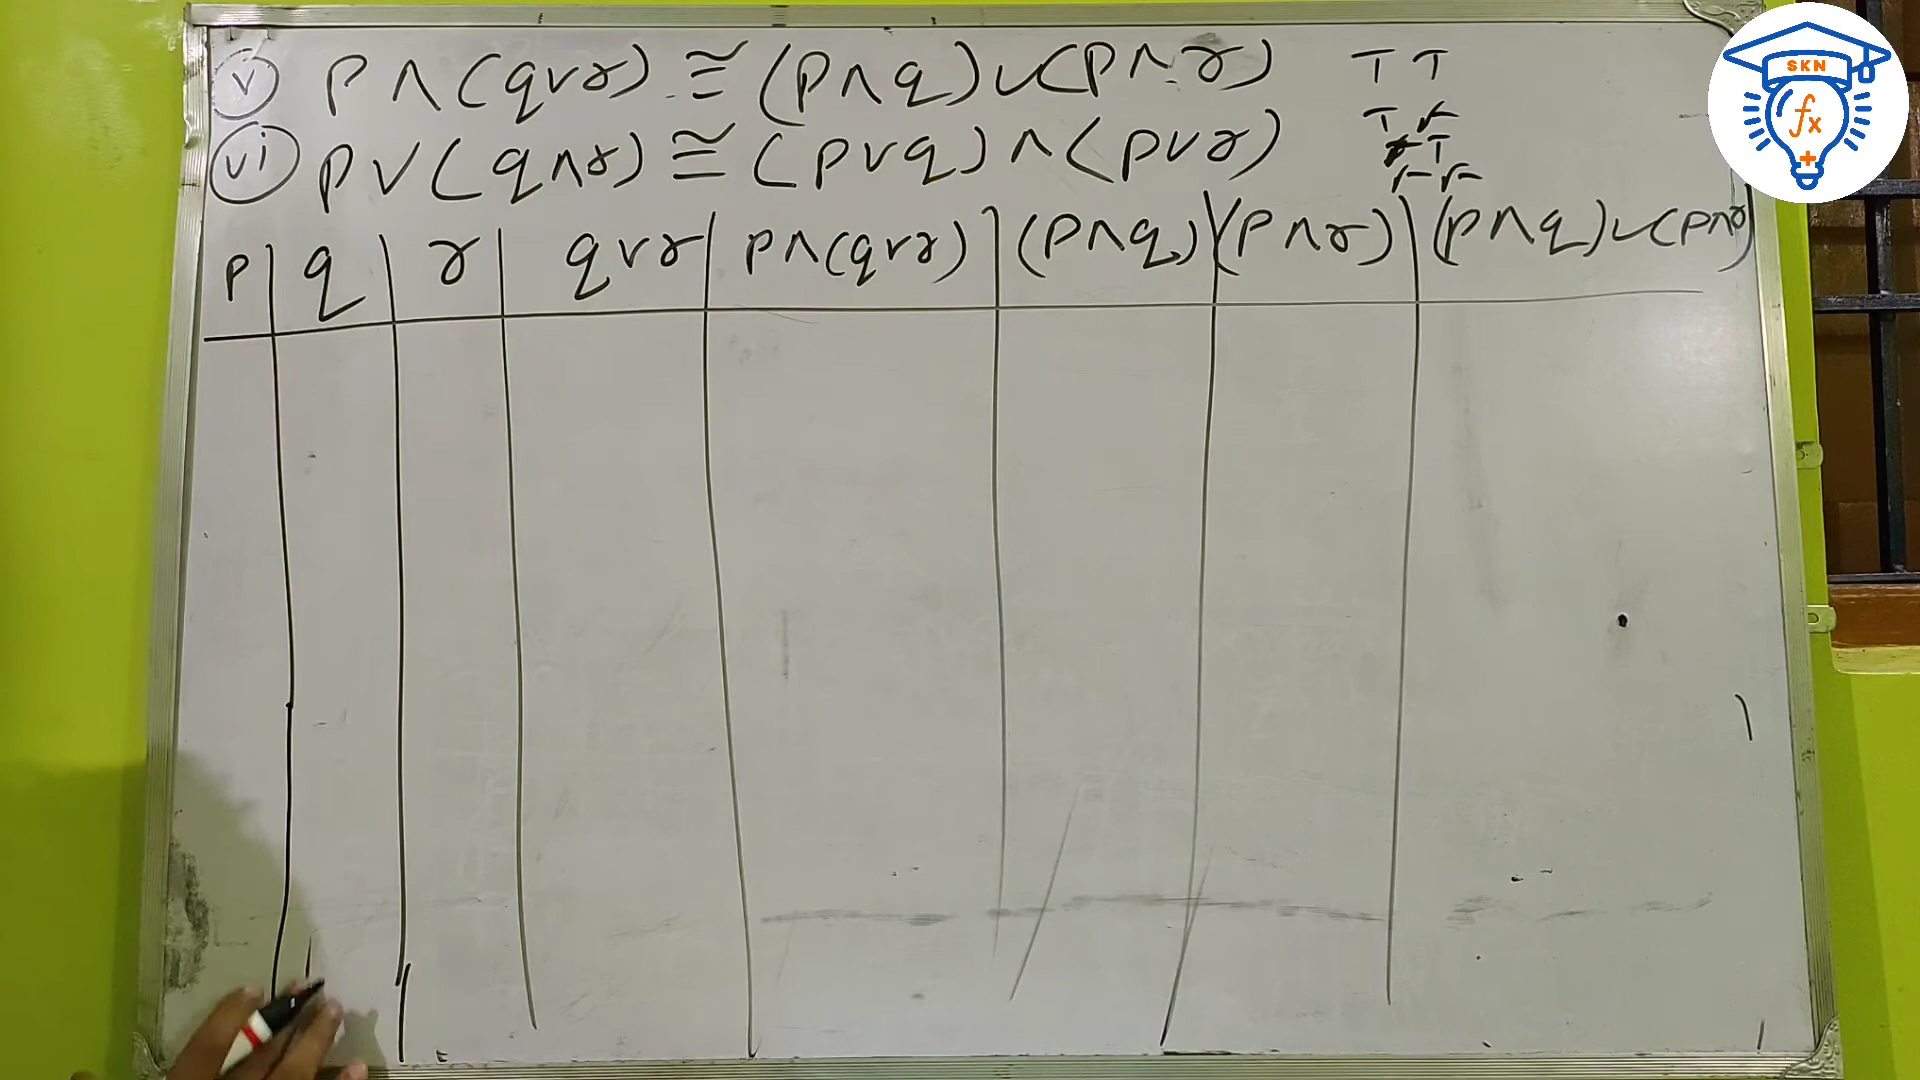 SKN
fx
+
(v) p ∧ (q ∨ r) ≅ (p ∧ q) ∨ (p ∧ r) T T
T F
(vi) p ∨ (q ∧ r) ≅ (p ∨ q) ∧ (p ∨ r) F T
F F
p | q | r | q ∨ r | p ∧ (q ∨ r) | (p ∧ q) | (p ∧ r) | (p ∧ q) ∨ (p ∧ r)